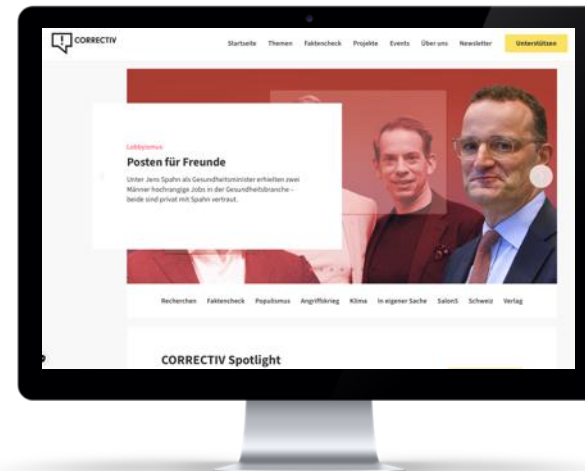 CORRECTIV
Startseite Themen Faktencheck Projekte Events Über uns Newsletter Unterstützen
Lobbyismus
Posten für Freunde
Unter Jens Spahn als Gesundheitsminister erhielten zwei
Männer hochrangige Jobs in der Gesundheitsbranche –
beide sind privat mit Spahn vertraut.
Recherchen Faktencheck Populismus Angriffskrieg Klima In eigener Sache SalonS Schweiz Verlag
CORRECTIV Spotlight